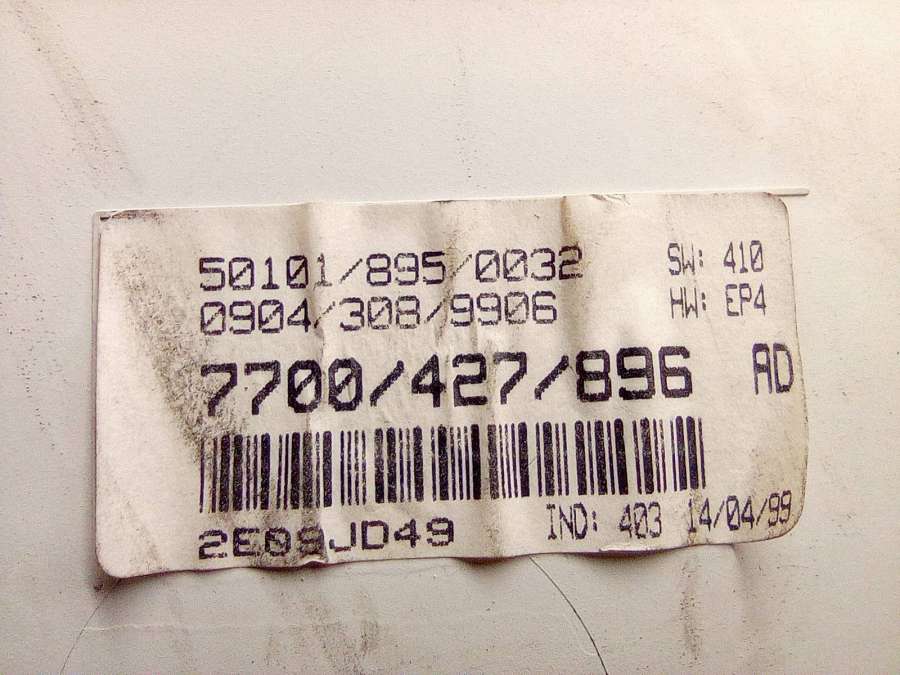 50101/895/0032 SW: 410
0904/308/9906 HW: EP4
7700/427/896 AD
2E09JD49 IND: 403 14/04/99